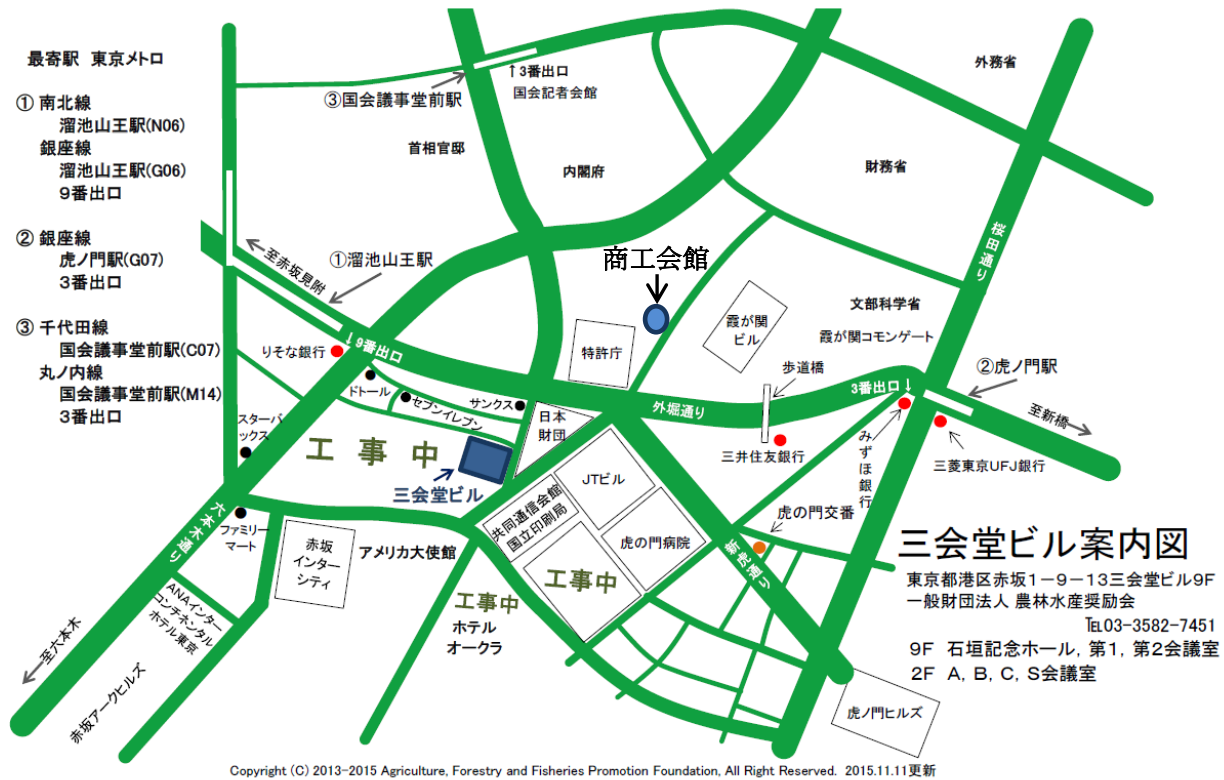 最寄駅 東京メトロ
① 南北線
溜池山王駅(N06)
銀座線
溜池山王駅(G06)
9番出口
② 銀座線
虎ノ門駅(G07)
3番出口
③ 千代田線
国会議事堂前駅(C07)
丸ノ内線
国会議事堂前駅(M14)
3番出口
↑3番出口
国会記者会館
③国会議事堂前駅
外務省
首相官邸
内閣府
財務省
桜田通り
商工会館
①溜池山王駅
至赤坂見附
文部科学省
霞が関コモンゲート
霞が関
ビル
特許庁
歩道橋
②虎ノ門駅
3番出口↓
↓9番出口
りそな銀行
ドトール
セブンイレブン
サンクス
外堀通り
至新橋
日本
財団
スターバ
ックス
工事中
三会堂ビル
三井住友銀行
みずほ銀行
三菱東京UFJ銀行
JTビル
共同通信会館
国立印刷局
虎の門病院
虎の門交番
新虎通り
六本木通り
ファミリー
マート
赤坂
インター
シティ
アメリカ大使館
工事中
工事中
ホテル
オークラ
ANAインター
コンチネンタル
ホテル東京
至六本木
赤坂アークヒルズ
虎ノ門ヒルズ
三会堂ビル案内図
東京都港区赤坂1-9-13三会堂ビル9F
一般財団法人 農林水産奨励会
℡03-3582-7451
9F 石垣記念ホール, 第1, 第2会議室
2F A, B, C, S会議室
Copyright (C) 2013-2015 Agriculture, Forestry and Fisheries Promotion Foundation, All Right Reserved. 2015.11.11更新